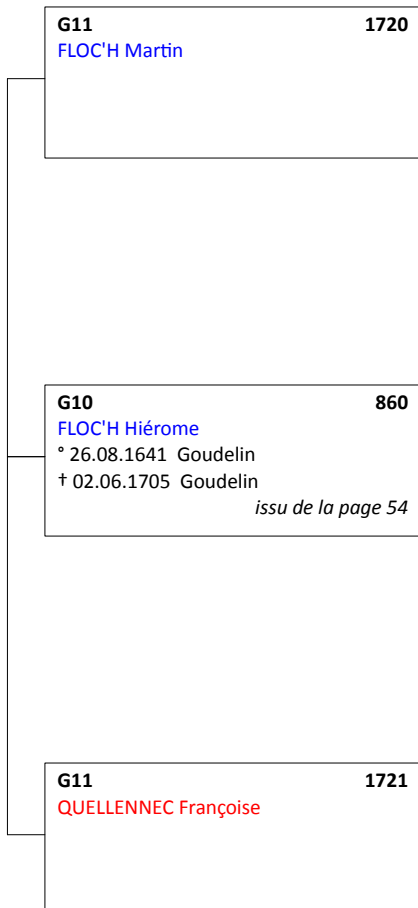 G11 1720
FLOC'H Martin
G10 860
FLOC'H Hiérome
° 26.08.1641 Goudelin
† 02.06.1705 Goudelin
issu de la page 54
G11 1721
QUELLENNEC Françoise